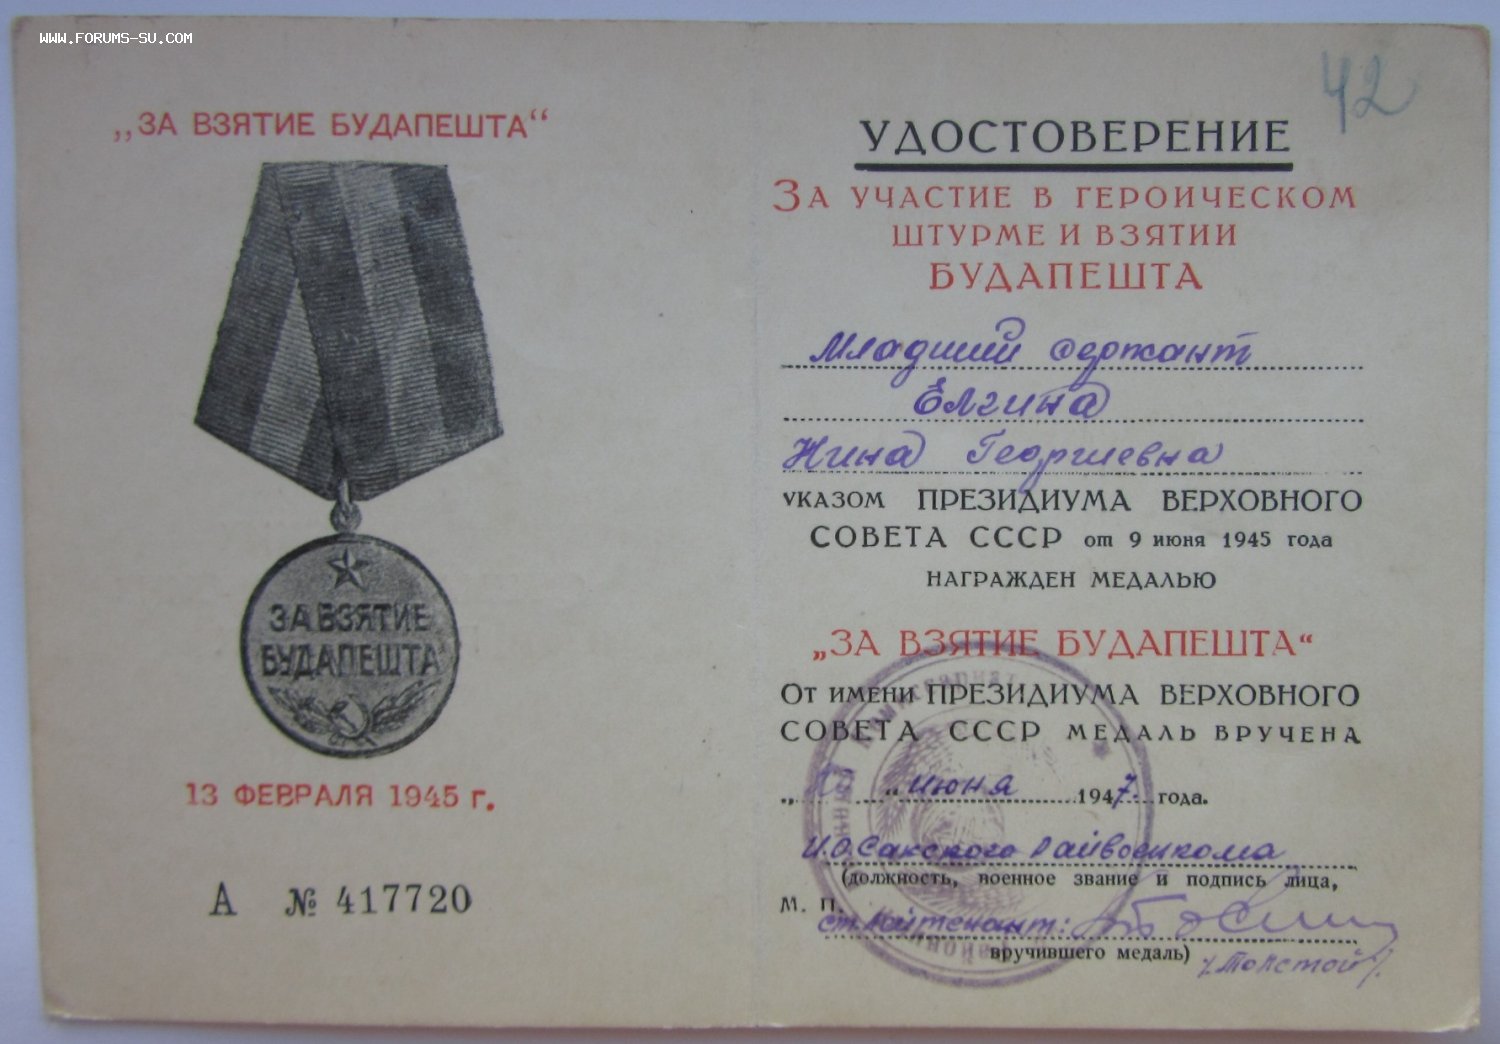 WWW.FORUMS-SU.COM
„ЗА ВЗЯТИЕ БУДАПЕШТА“
ЗА ВЗЯТИЕ
БУДАПЕШТА
13 ФЕВРАЛЯ 1945 г.
А № 417720
42
УДОСТОВЕРЕНИЕ
ЗА УЧАСТИЕ В ГЕРОИЧЕСКОМ
ШТУРМЕ И ВЗЯТИИ
БУДАПЕШТА
Младший сержант
Ёлгина
Нина Георгиевна
УКАЗОМ ПРЕЗИДИУМА ВЕРХОВНОГО
СОВЕТА СССР от 9 июня 1945 года
НАГРАЖДЕН МЕДАЛЬЮ
„ЗА ВЗЯТИЕ БУДАПЕШТА“
ОТ ИМЕНИ ПРЕЗИДИУМА ВЕРХОВНОГО
СОВЕТА СССР МЕДАЛЬ ВРУЧЕНА
„ “ июня 1947 года.
И.О. Сакского Райвоенкома
(должность, военное звание и подпись лица,
М. П.
ст. лейтенант:
вручившего медаль)
/Толстой/